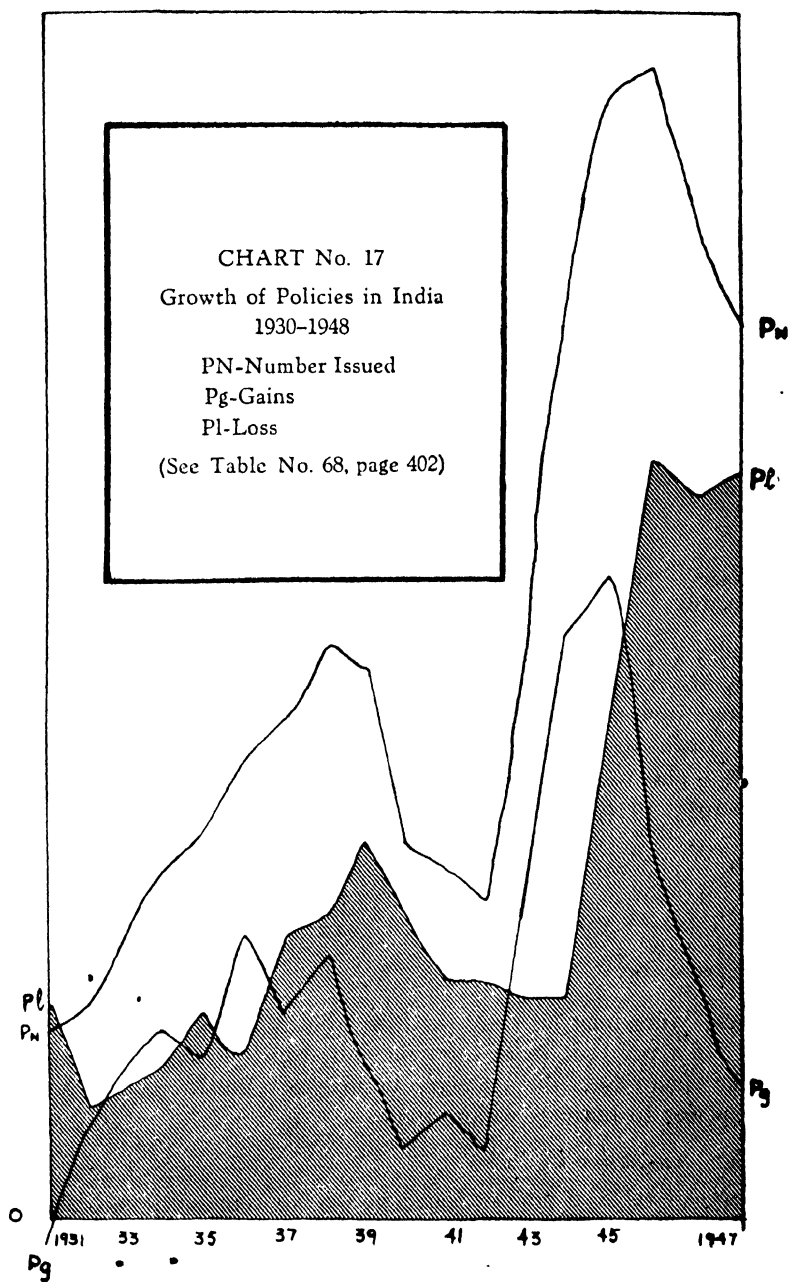 CHART No. 17
Growth of Policies in India
1930–1948
PN-Number Issued
Pg-Gains
Pl-Loss
(See Table No. 68, page 402)
PN
Pl
Pl
PN
Pg
0
1931 33 35 37 39 41 43 45 1947
Pg